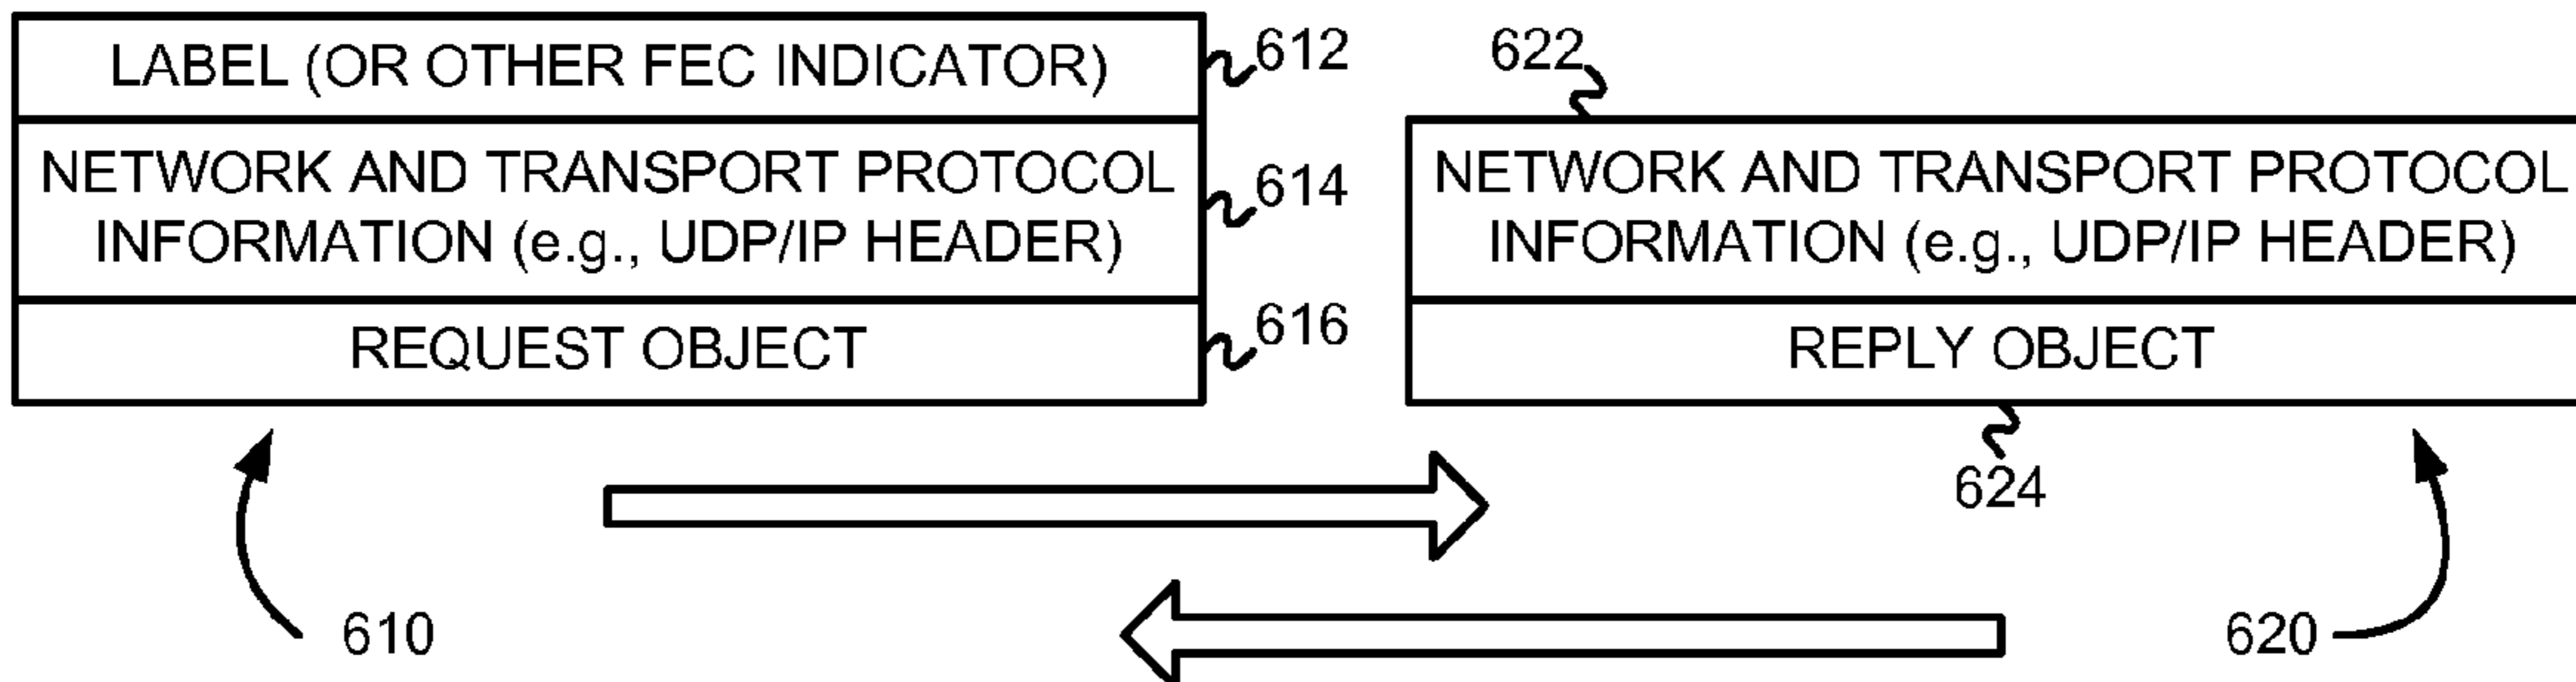 LABEL (OR OTHER FEC INDICATOR)
612
NETWORK AND TRANSPORT PROTOCOL
INFORMATION (e.g., UDP/IP HEADER)
614
REQUEST OBJECT
616
610
622
NETWORK AND TRANSPORT PROTOCOL
INFORMATION (e.g., UDP/IP HEADER)
REPLY OBJECT
624
620